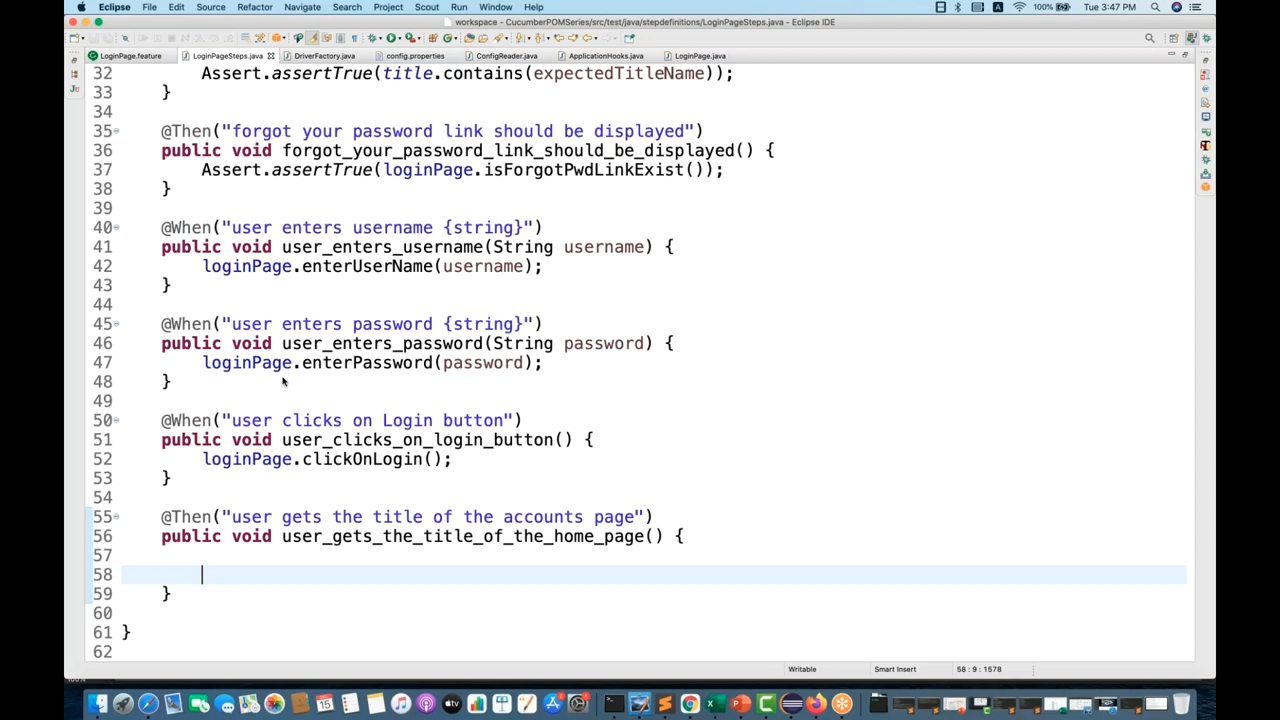 Eclipse File Edit Source Refactor Navigate Search Project Scout Run Window Help 100% Tue 3:47 PM
workspace - CucumberPOMSeries/src/test/java/stepdefinitions/LoginPageSteps.java - Eclipse IDE
LoginPage.feature LoginPageSteps.java DriverFactory.java config.properties ConfigReader.java ApplicationHooks.java LoginPage.java
32 Assert.assertTrue(title.contains(expectedTitleName));
33 }
34
35 @Then("forgot your password link should be displayed")
36 public void forgot_your_password_link_should_be_displayed() {
37 Assert.assertTrue(loginPage.isForgotPwdLinkExist());
38 }
39
40 @When("user enters username {string}")
41 public void user_enters_username(String username) {
42 loginPage.enterUserName(username);
43 }
44
45 @When("user enters password {string}")
46 public void user_enters_password(String password) {
47 loginPage.enterPassword(password);
48 }
49
50 @When("user clicks on Login button")
51 public void user_clicks_on_login_button() {
52 loginPage.clickOnLogin();
53 }
54
55 @Then("user gets the title of the accounts page")
56 public void user_gets_the_title_of_the_home_page() {
57
58
59 }
60
61 }
62
Writable Smart Insert 58 : 9 : 1578